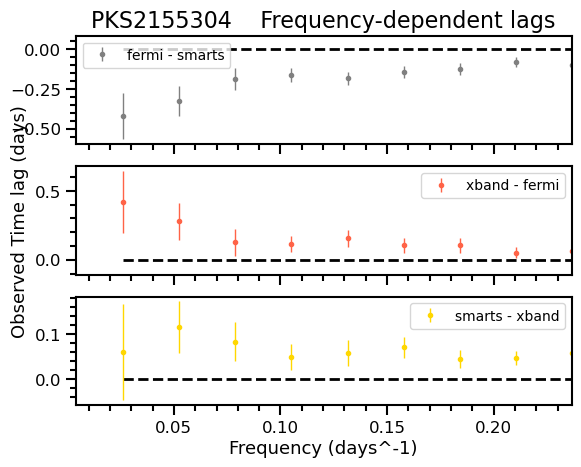 PKS2155304 Frequency-dependent lags
0.00
−0.25
−0.50
fermi - smarts
Observed Time lag (days)
0.5
0.0
xband - fermi
0.1
0.0
smarts - xband
0.05 0.10 0.15 0.20
Frequency (days^-1)